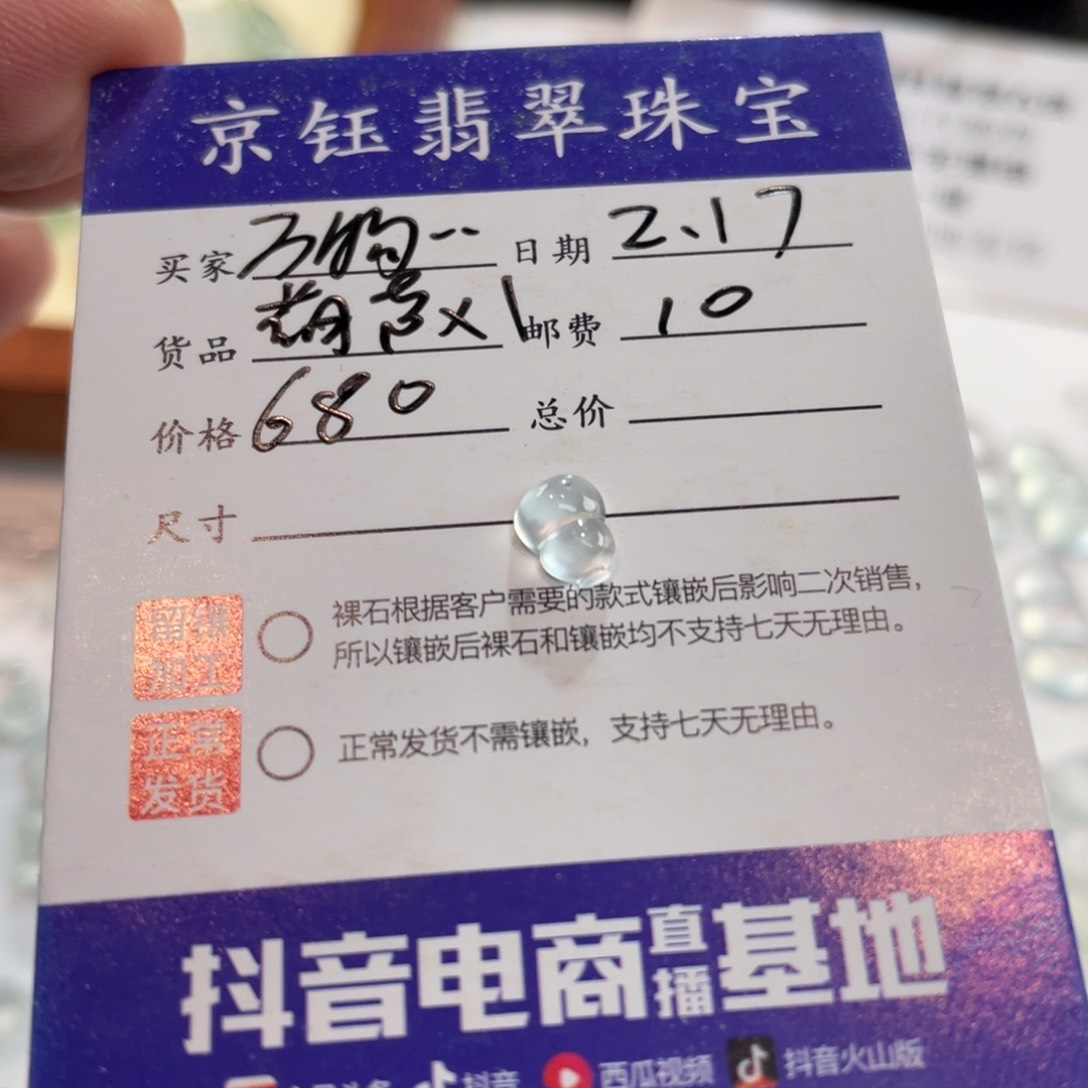 京钰翡翠珠宝
买家 日期 2、17
货品 葫芦x1 邮费 10
价格 680 总价
尺寸
留镶加工 裸石根据客户需要的款式镶嵌后影响二次销售，
所以镶嵌后裸石和镶嵌均不支持七天无理由。
正常发货 正常发货不需镶嵌，支持七天无理由。
抖音电商直播基地
抖音 西瓜视频 抖音火山版